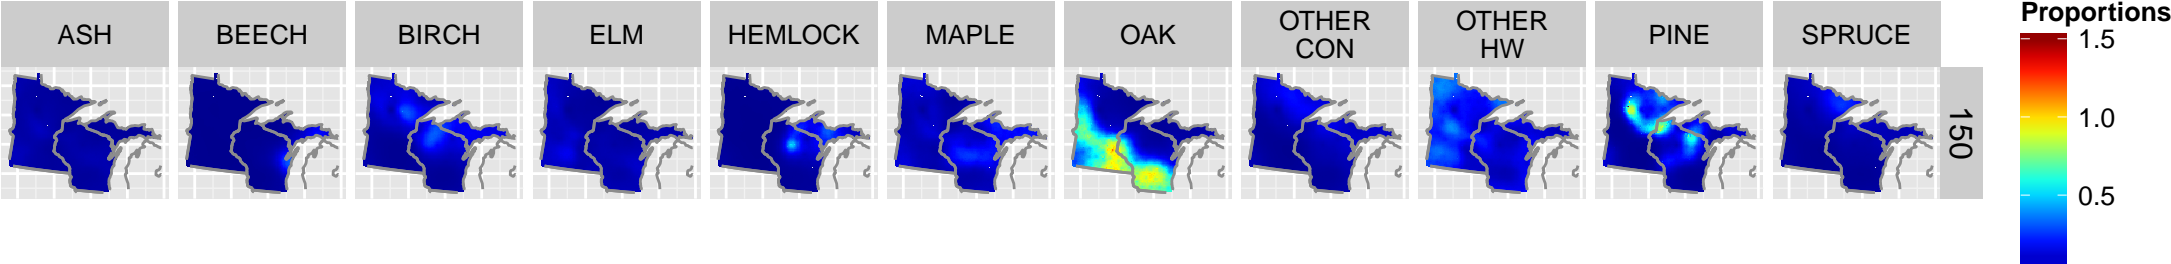 ASH
BEECH
BIRCH
ELM
HEMLOCK
MAPLE
OAK
OTHER
CON
OTHER
HW
PINE
SPRUCE
150
Proportions
1.5
1.0
0.5